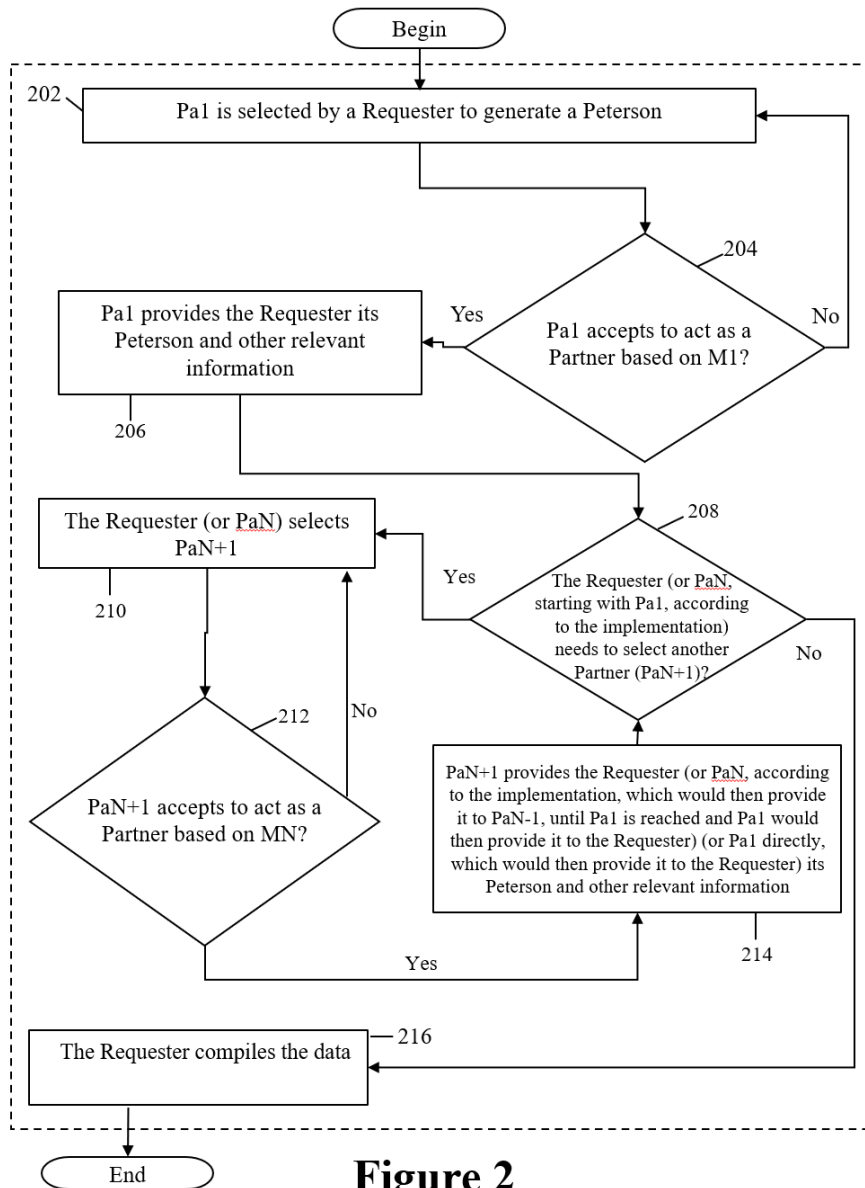 Begin
202
Pa1 is selected by a Requester to generate a Peterson
204
Pa1 accepts to act as a
Partner based on M1?
Yes
No
Pa1 provides the Requester its
Peterson and other relevant
information
206
208
The Requester (or PaN,
starting with Pa1, according
to the implementation)
needs to select another
Partner (PaN+1)?
Yes
No
The Requester (or PaN) selects
PaN+1
210
212
No
PaN+1 accepts to act as a
Partner based on MN?
Yes
PaN+1 provides the Requester (or PaN, according
to the implementation, which would then provide
it to PaN-1, until Pa1 is reached and Pa1 would
then provide it to the Requester) (or Pa1 directly,
which would then provide it to the Requester) its
Peterson and other relevant information
214
216
The Requester compiles the data
End
Figure 2